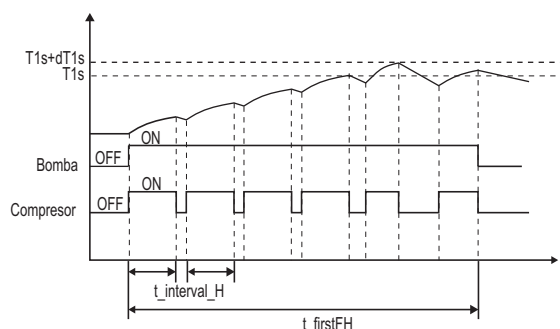 T1s+dT1s
T1s
ON
OFF
Bomba
ON
OFF
Compresor
t_interval_H
t_firstFH